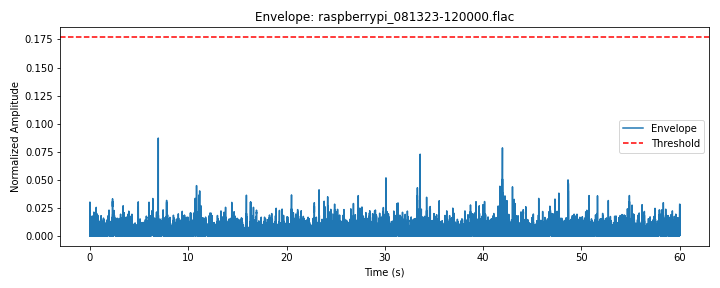 Envelope: raspberrypi_081323-120000.flac
Normalized Amplitude
0.175
0.150
0.125
0.100
0.075
0.050
0.025
0.000
Envelope
Threshold
0 10 20 30 40 50 60
Time (s)